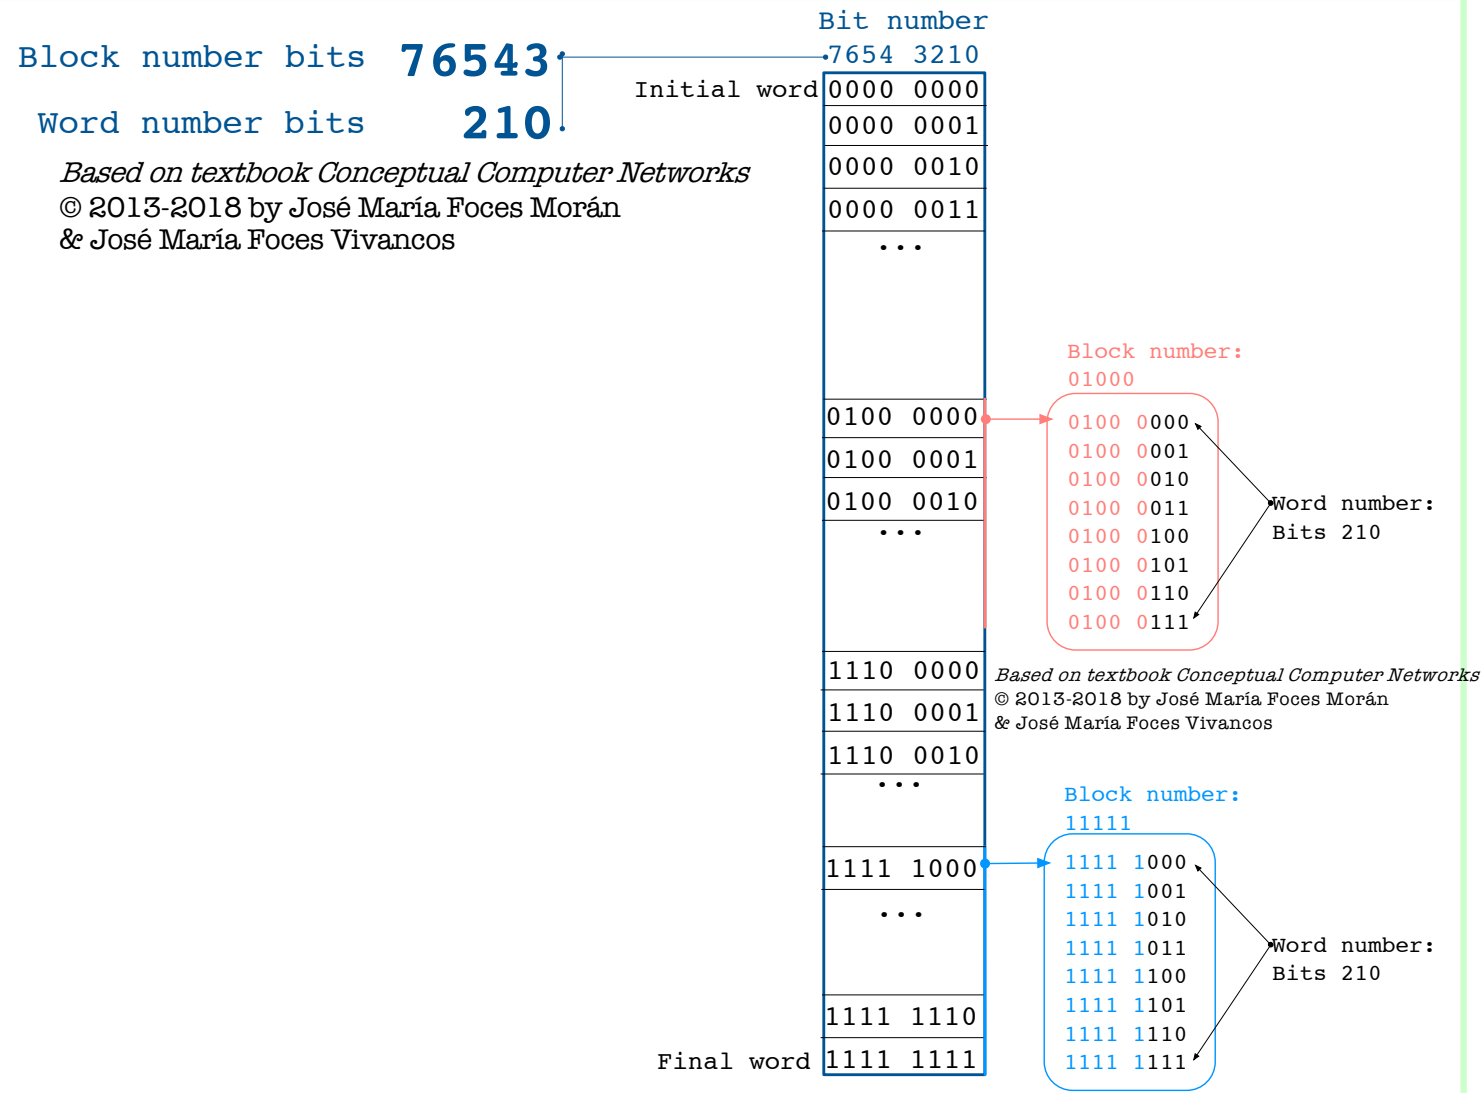 Bit number
Block number bits 76543
7654 3210
Initial word 0000 0000
Word number bits 210
0000 0001
Based on textbook Conceptual Computer Networks
© 2013-2018 by José María Foces Morán
& José María Foces Vivancos
0000 0010
0000 0011
...
Block number:
01000
0100 0000
0100 0001
0100 0010
...
0100 0000
0100 0001
0100 0010
0100 0011
0100 0100
0100 0101
0100 0110
0100 0111
Word number:
Bits 210
1110 0000
1110 0001
1110 0010
...
Based on textbook Conceptual Computer Networks
© 2013-2018 by José María Foces Morán
& José María Foces Vivancos
Block number:
11111
1111 1000
...
1111 1110
Final word 1111 1111
1111 1000
1111 1001
1111 1010
1111 1011
1111 1100
1111 1101
1111 1110
1111 1111
Word number:
Bits 210